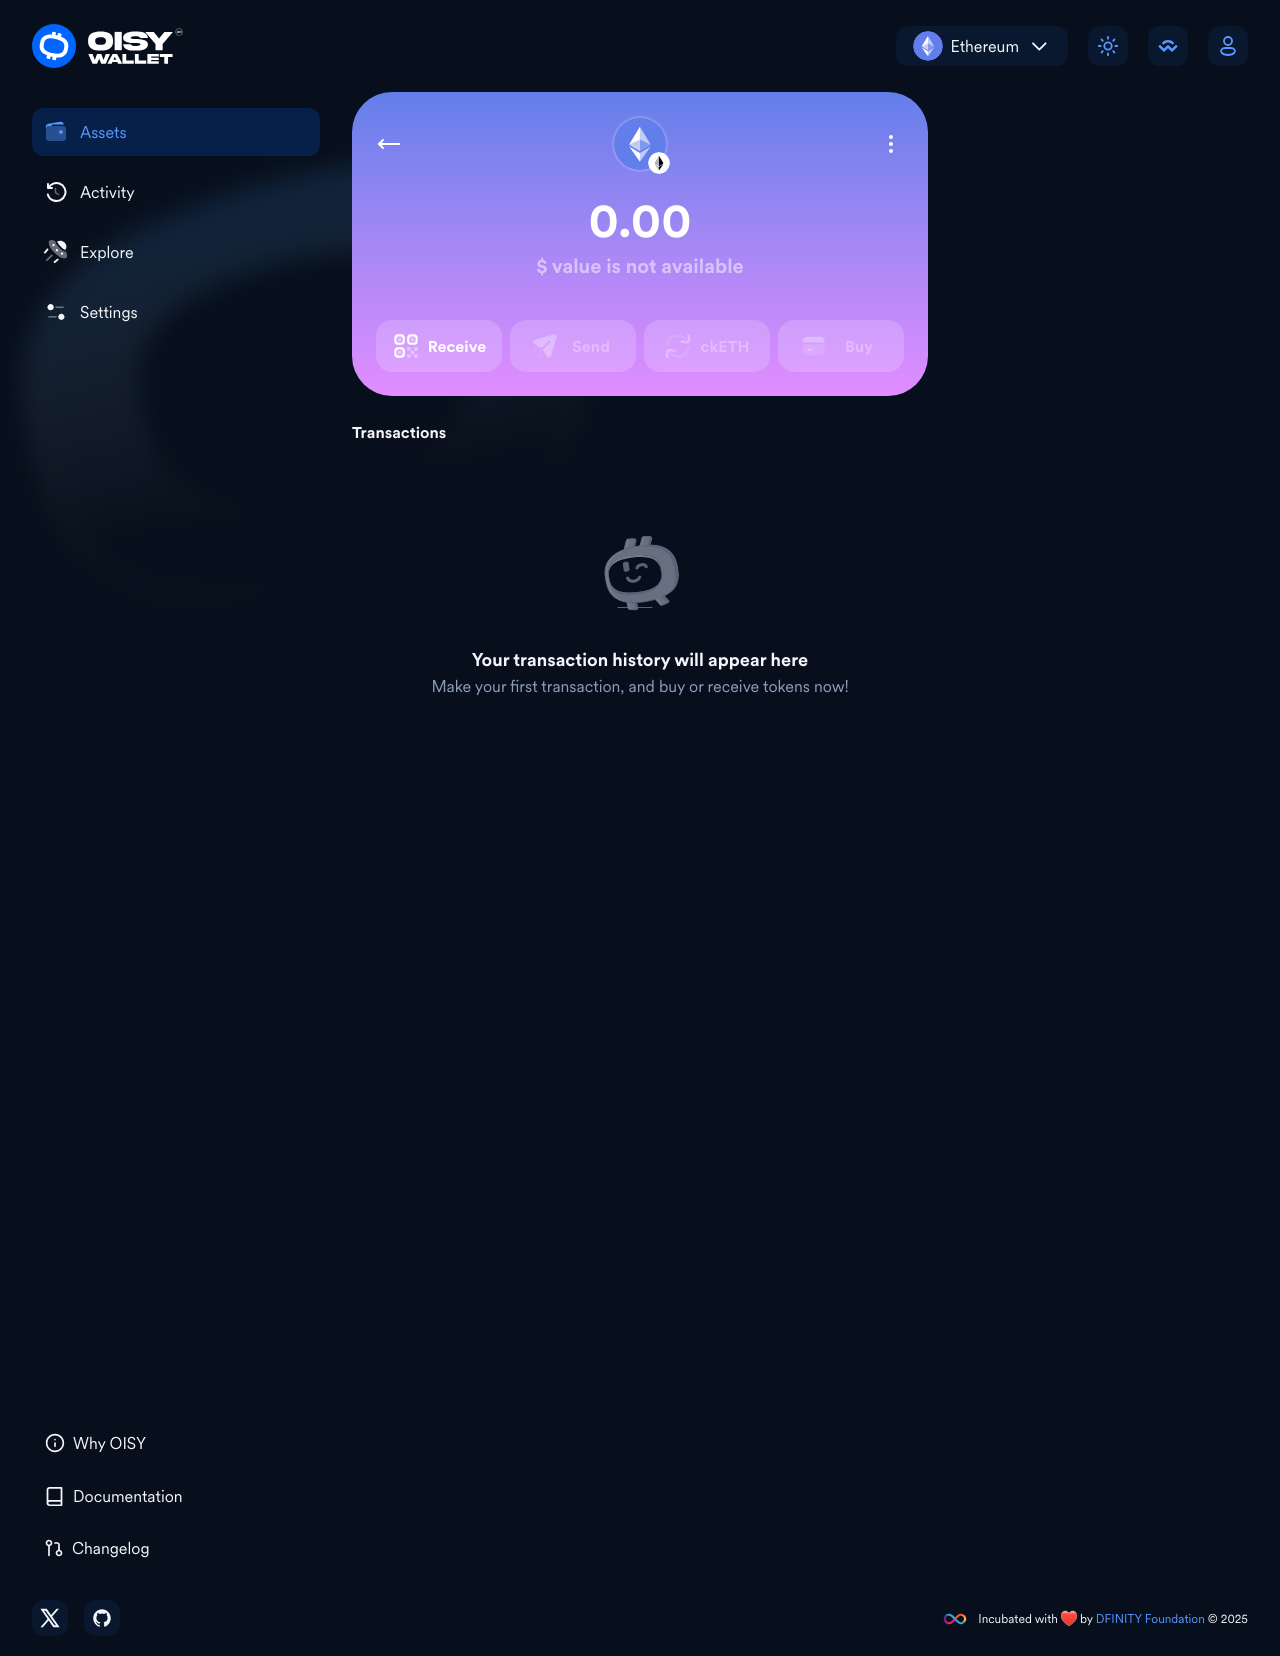 OISY
WALLET
Ethereum
Assets
Activity
Explore
Settings
0.00
$ value is not available
Receive
Send
ckETH
Buy
Transactions
Your transaction history will appear here
Make your first transaction, and buy or receive tokens now!
Why OISY
Documentation
Changelog
Incubated with ❤️ by DFINITY Foundation © 2025